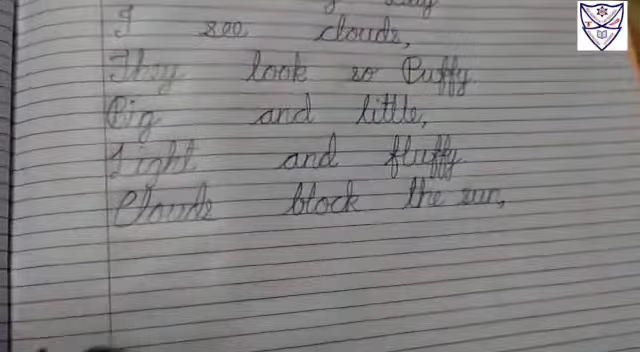 I see clouds,
They look so Puffy
Big and little,
Light and fluffy
Clouds block the sun,